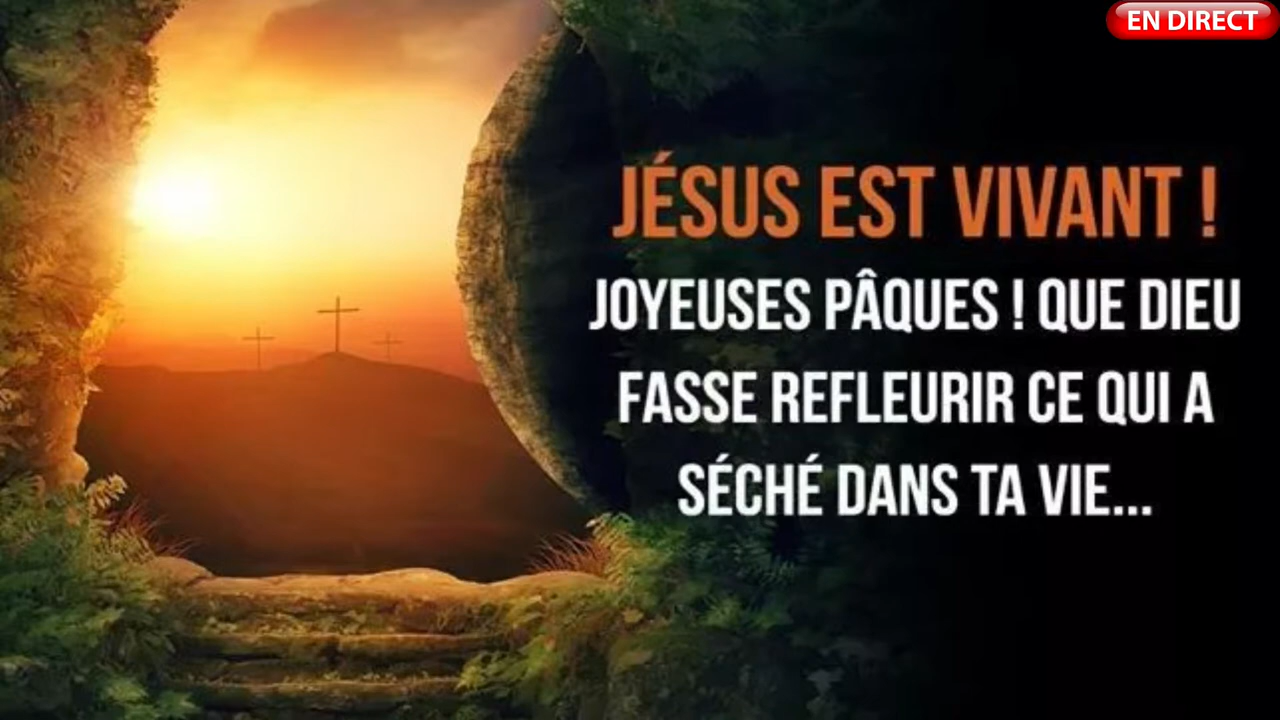 EN DIRECT
JÉSUS EST VIVANT !
JOYEUSES PÂQUES ! QUE DIEU
FASSE REFLEURIR CE QUI A
SÉCHÉ DANS TA VIE...